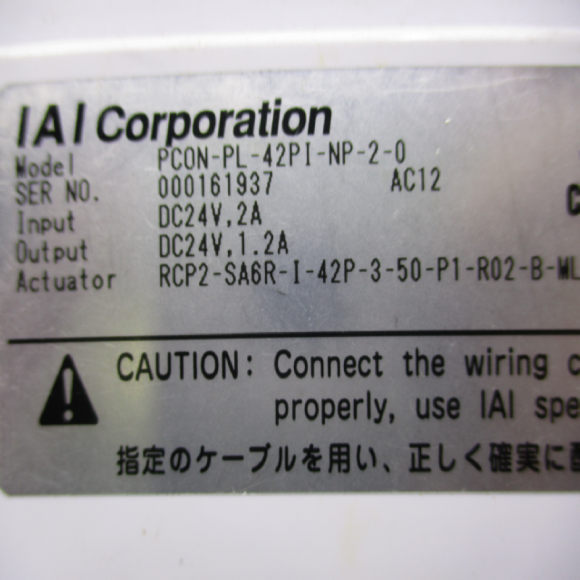 IAI Corporation
Model PCON-PL-42PI-NP-2-0
SER NO. 000161937 AC12
Input DC24V,2A
Output DC24V,1.2A
Actuator RCP2-SA6R-I-42P-3-50-P1-R02-B-ML
CAUTION: Connect the wiring c
properly, use IAI spe
指定のケーブルを用い、正しく確実に